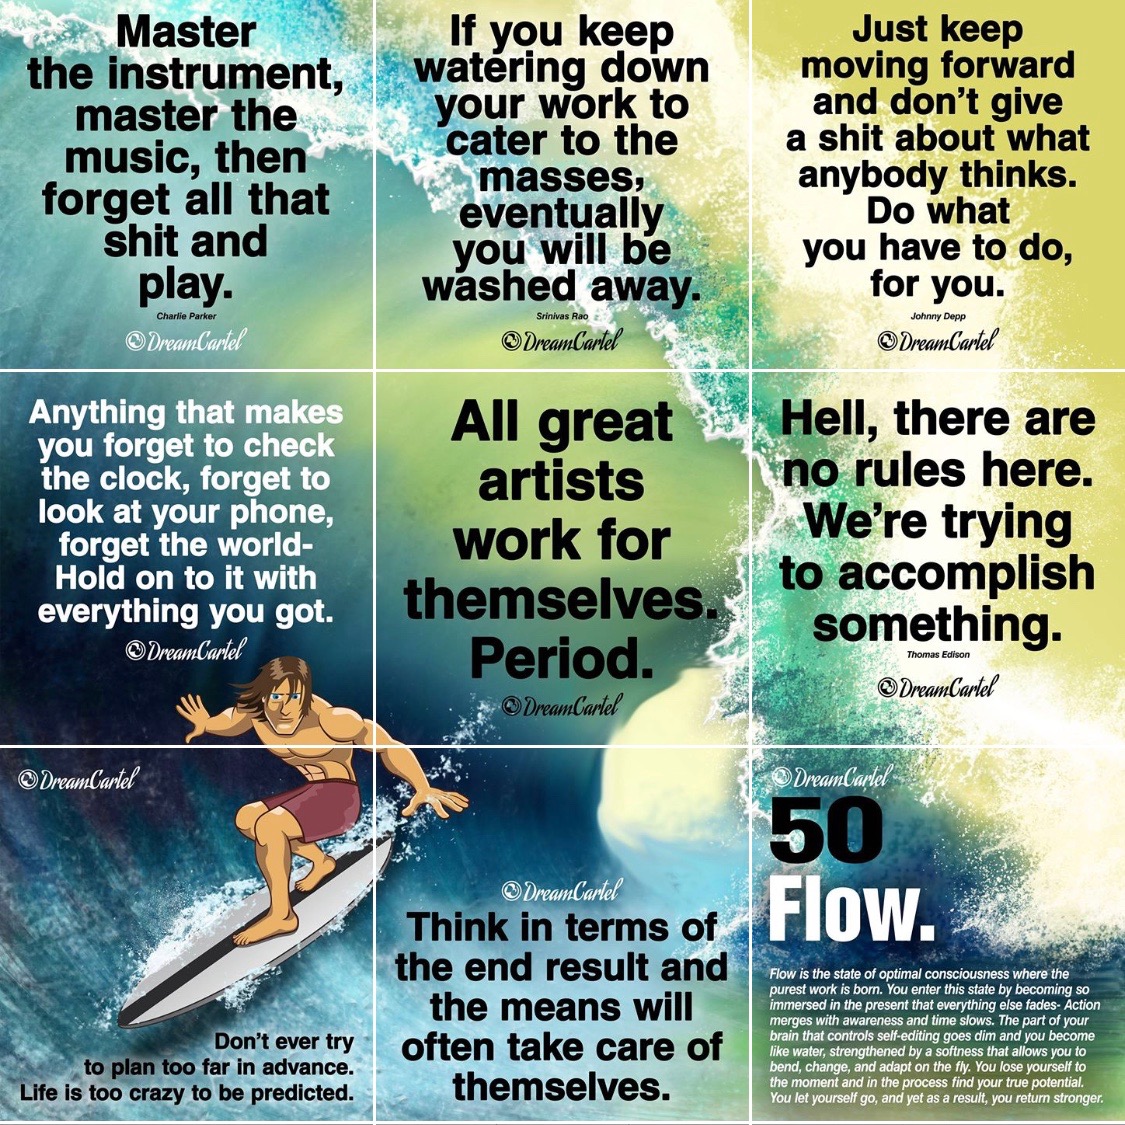 Master
the instrument,
master the
music, then
forget all that
shit and
play.
Charlie Parker
DreamCartel
If you keep
watering down
your work to
cater to the
masses,
eventually
you will be
washed away.
Srinivas Rao
DreamCartel
Just keep
moving forward
and don't give
a shit about what
anybody thinks.
Do what
you have to do,
for you.
Johnny Depp
DreamCartel
Anything that makes
you forget to check
the clock, forget to
look at your phone,
forget the world-
Hold on to it with
everything you got.
DreamCartel
All great
artists
work for
themselves.
Period.
DreamCartel
Hell, there are
no rules here.
We're trying
to accomplish
something.
Thomas Edison
DreamCartel
DreamCartel
Don't ever try
to plan too far in advance.
Life is too crazy to be predicted.
DreamCartel
Think in terms of
the end result and
the means will
often take care of
themselves.
DreamCartel
50
Flow.
Flow is the state of optimal consciousness where the
purest work is born. You enter this state by becoming so
immersed in the present that everything else fades- Action
merges with awareness and time slows. The part of your
brain that controls self-editing goes dim and you become
like water, strengthened by a softness that allows you to
bend, change, and adapt on the fly. You lose yourself to
the moment and in the process find your true potential.
You let yourself go, and yet as a result, you return stronger.